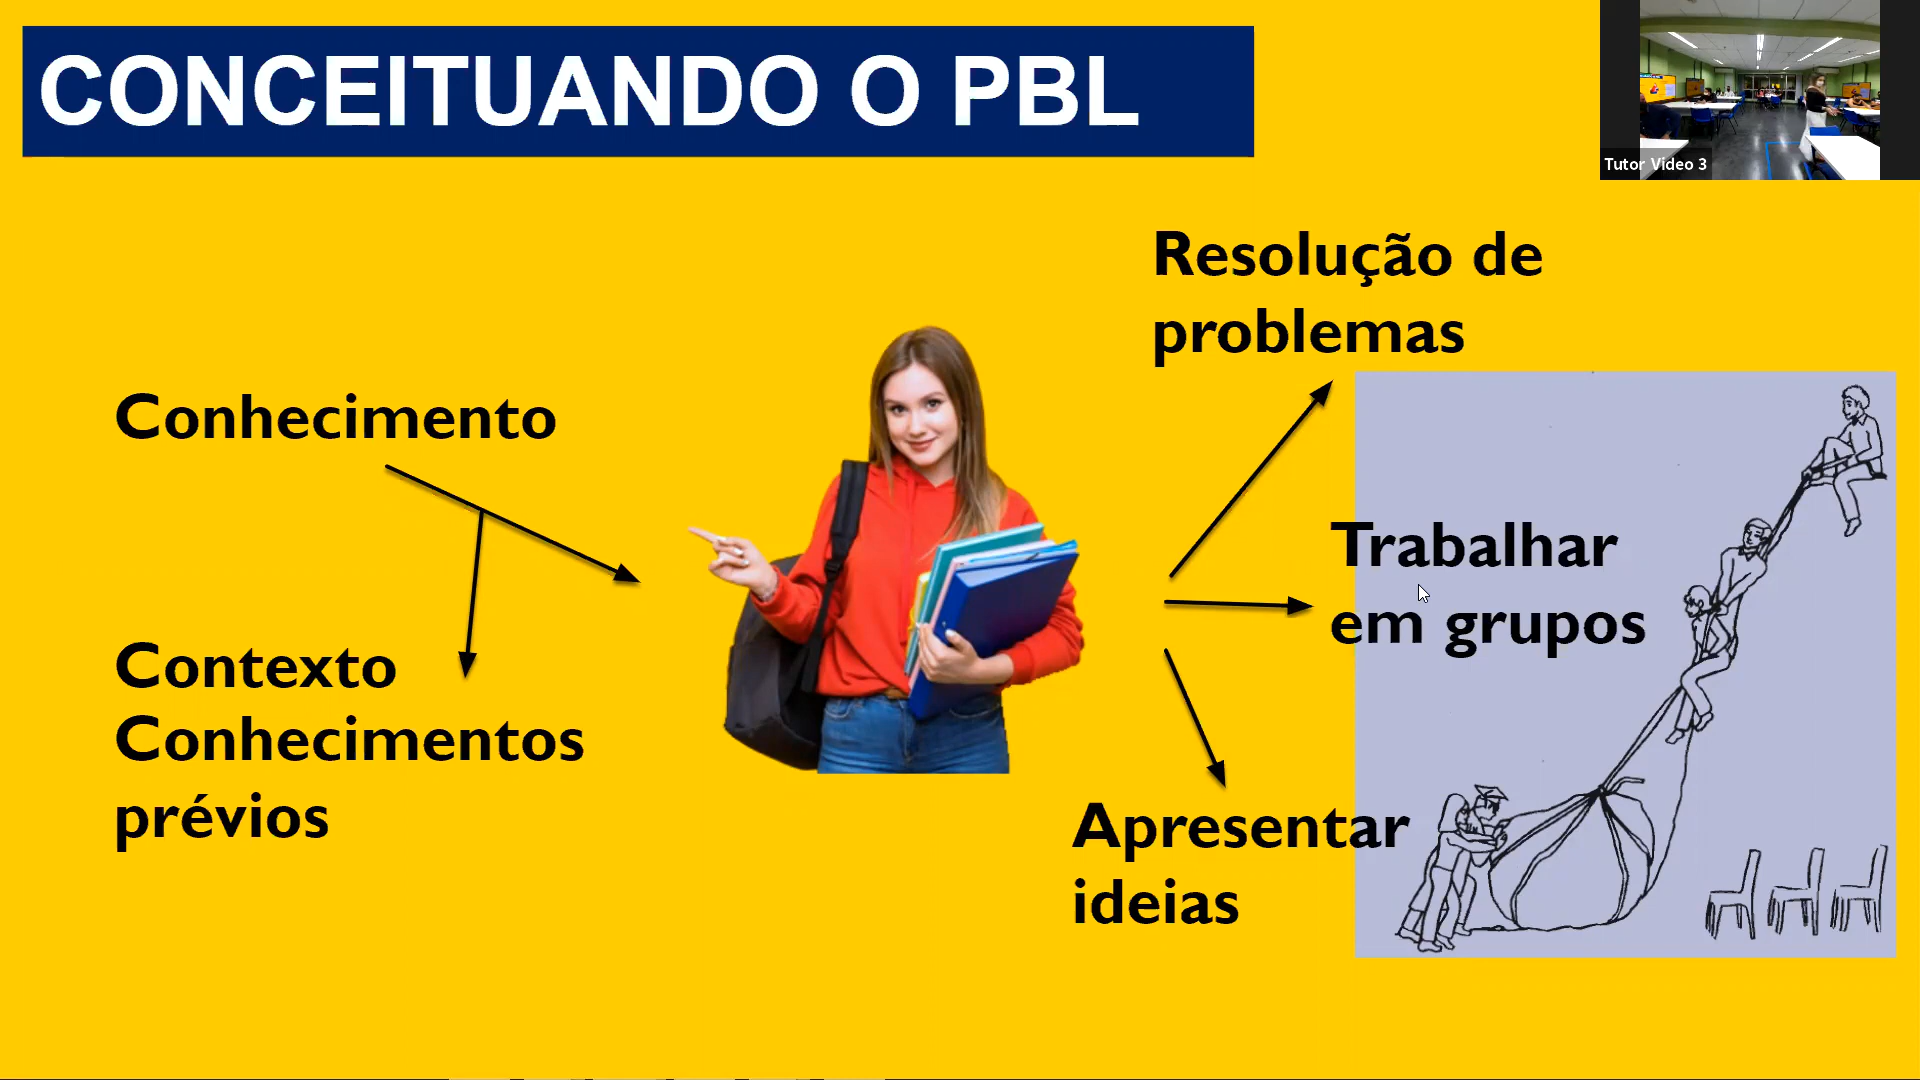 CONCEITUANDO O PBL
Tutor Video 3
Resolução de
problemas
Conhecimento
Trabalhar
em grupos
Contexto
Conhecimentos
prévios
Apresentar
ideias